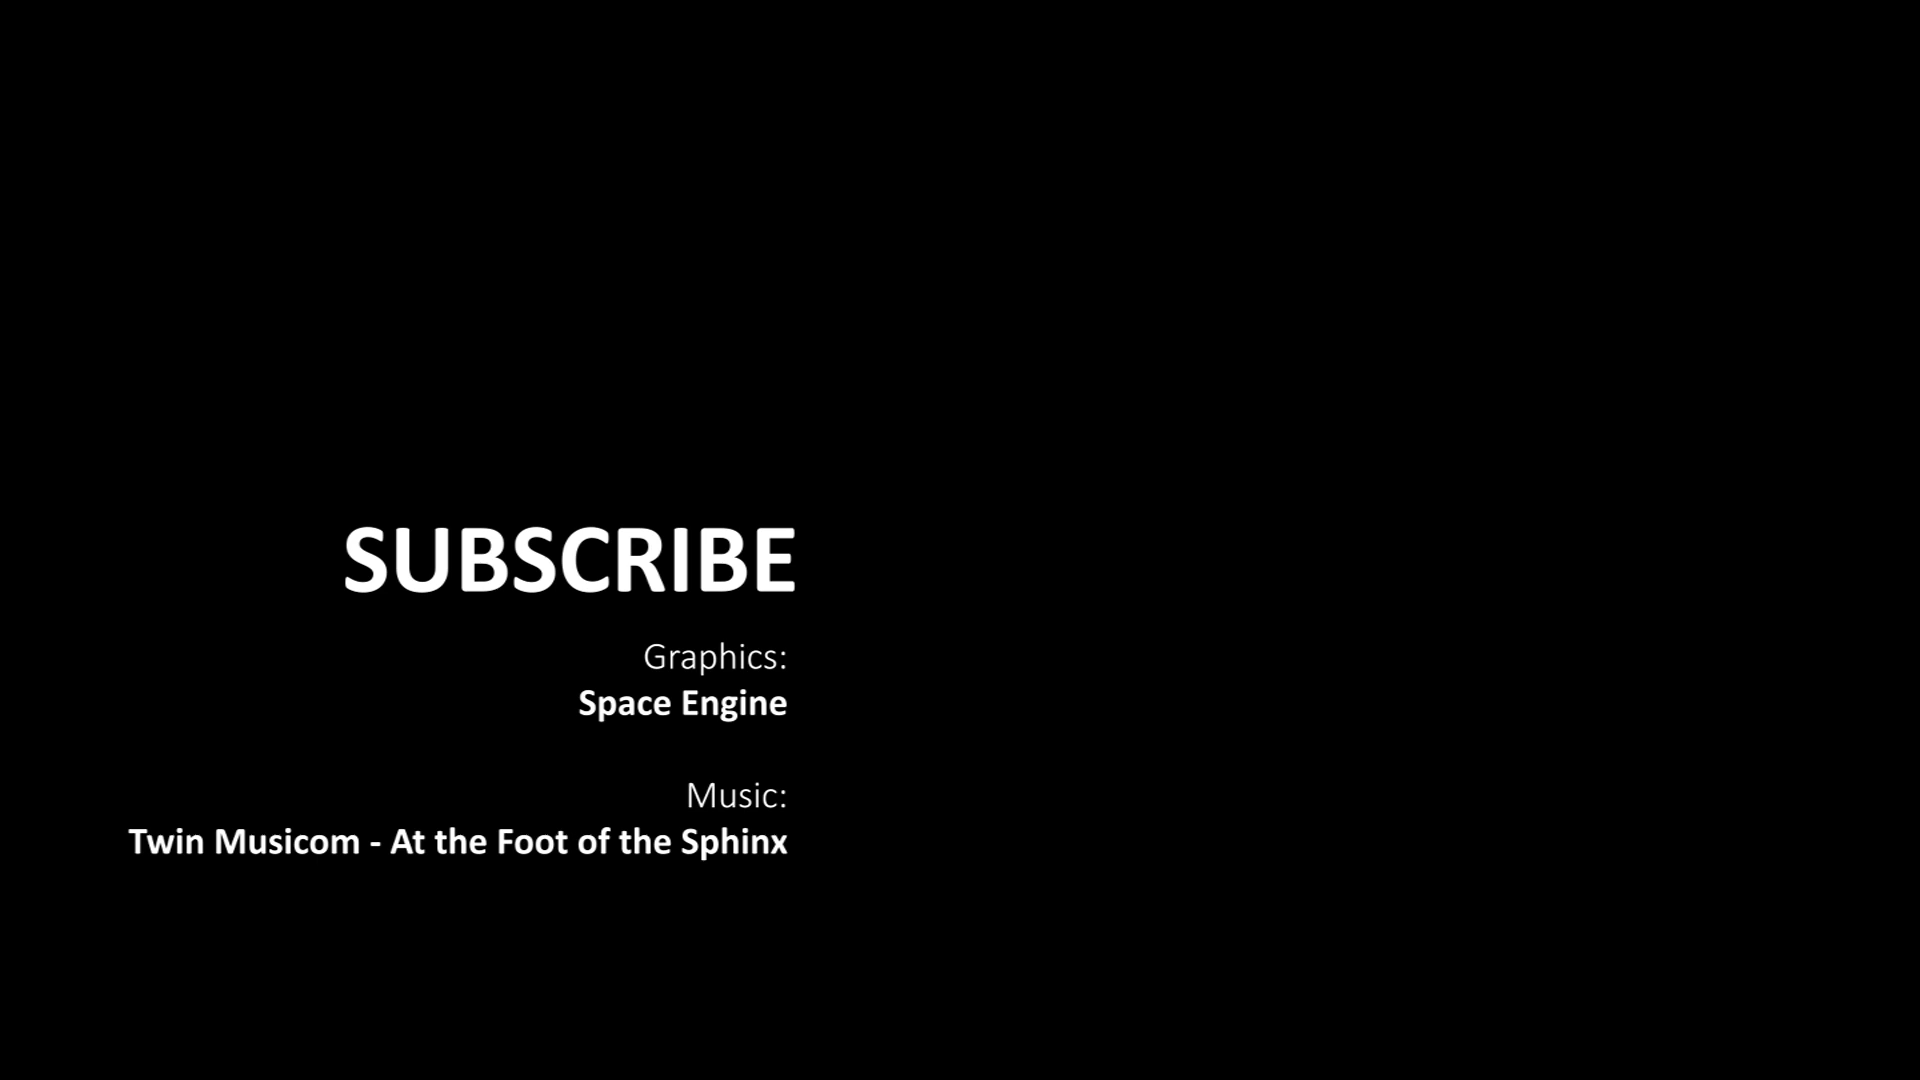 SUBSCRIBE
Graphics:
Space Engine
Music:
Twin Musicom - At the Foot of the Sphinx